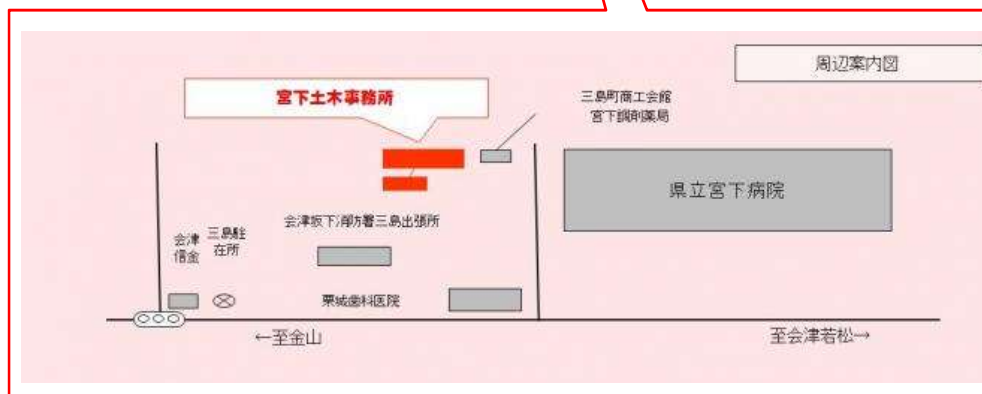 周辺案内図
宮下土木事務所
三島町商工会館
宮下調剤薬局
県立宮下病院
会津坂下消防署三島出張所
会津
信金
三島駐
在所
栗城歯科医院
←至金山
至会津若松→